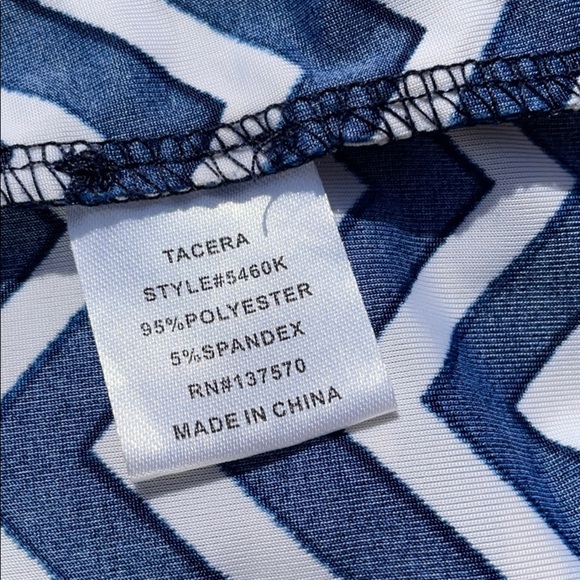 TACERA
STYLE#5460K
95%POLYESTER
5%SPANDEX
RN#137570
MADE IN CHINA